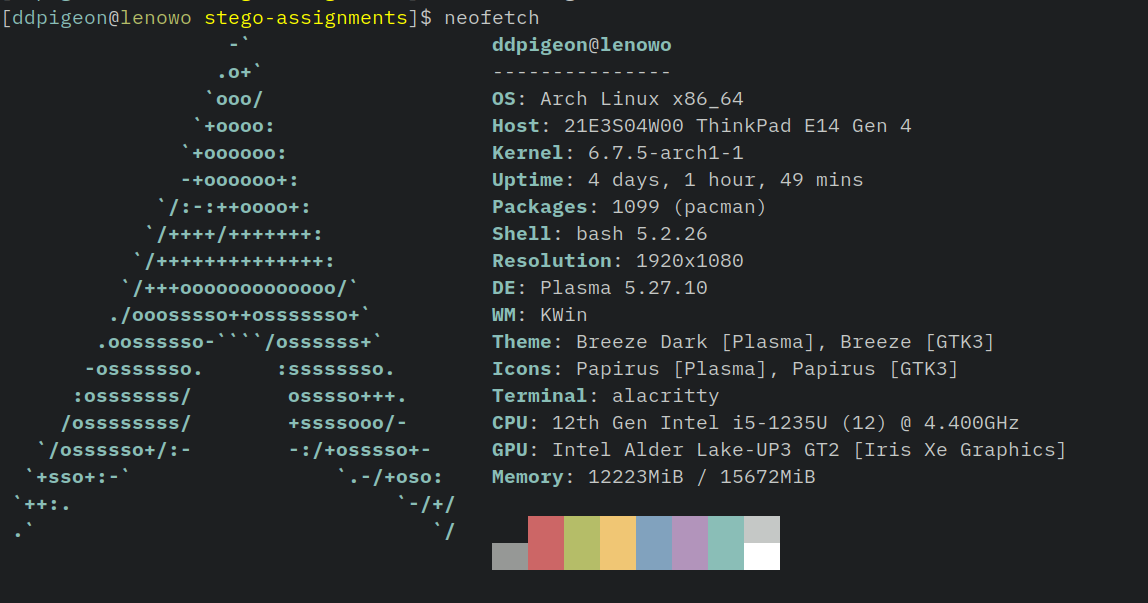 [ddpigeon@lenowo stego-assignments]$ neofetch
                  -`                    ddpigeon@lenowo
                 .o+`                   ---------------
                `ooo/                   OS: Arch Linux x86_64
               `+oooo:                  Host: 21E3S04W00 ThinkPad E14 Gen 4
              `+oooooo:                 Kernel: 6.7.5-arch1-1
              -+oooooo+:                Uptime: 4 days, 1 hour, 49 mins
            `/:-:++oooo+:               Packages: 1099 (pacman)
           `/++++/+++++++:              Shell: bash 5.2.26
          `/++++++++++++++:             Resolution: 1920x1080
         `/+++ooooooooooooo/`           DE: Plasma 5.27.10
        ./ooosssso++osssssso+`          WM: KWin
       .oossssso-````/ossssss+`         Theme: Breeze Dark [Plasma], Breeze [GTK3]
      -osssssso.      :ssssssso.        Icons: Papirus [Plasma], Papirus [GTK3]
     :osssssss/        osssso+++.       Terminal: alacritty
    /ossssssss/        +ssssooo/-       CPU: 12th Gen Intel i5-1235U (12) @ 4.400GHz
  `/ossssso+/:-        -:/+osssso+-     GPU: Intel Alder Lake-UP3 GT2 [Iris Xe Graphics]
 `+sso+:-`                 `.-/+oso:    Memory: 12223MiB / 15672MiB
`++:.                           `-/+/
.`                                 `/